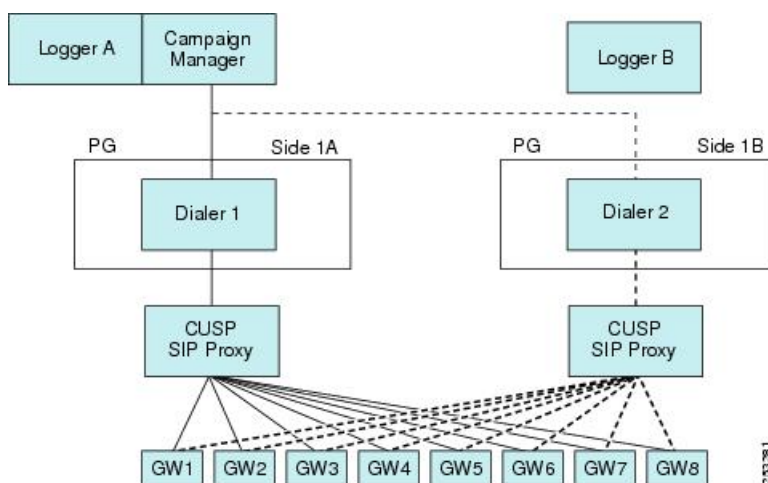 Logger A
Campaign
Manager
Logger B
PG
Side 1A
PG
Side 1B
Dialer 1
Dialer 2
CUSP
SIP Proxy
CUSP
SIP Proxy
GW1
GW2
GW3
GW4
GW5
GW6
GW7
GW8